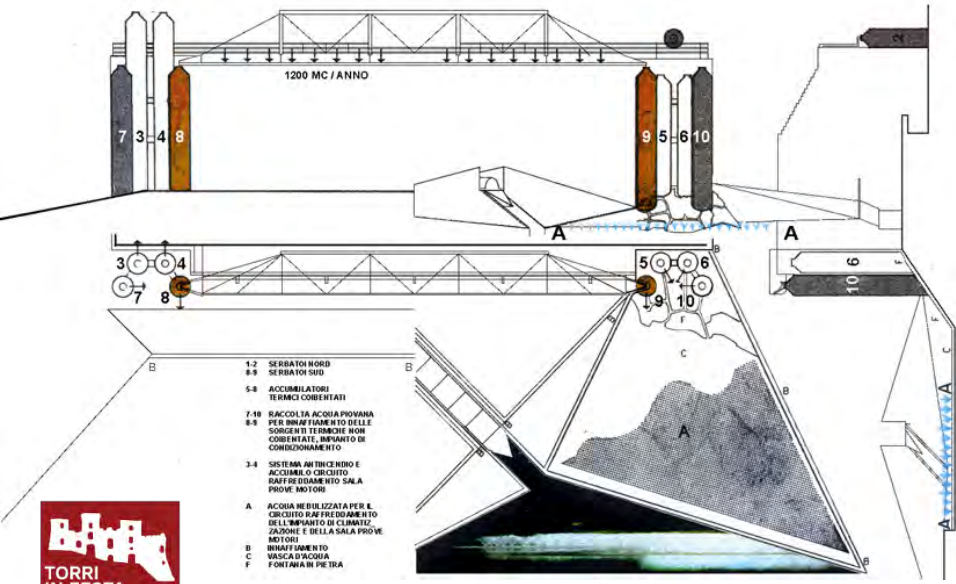 2
1200 MC / ANNO
7 3 4 8
9 5 6 10
A
A
B
3 4
7 8
5 6
9 10
6
10
F
F
C
F
C
B
B
B
B
A
A
A
B
1-2 SERBATOI NORD
8-9 SERBATOI SUD
5-8 ACCUMULATORI
TERMICI COIBENTATI
7-10 RACCOLTA ACQUA PIOVANA
8-9 PER INNAFFIAMENTO DELLE
SORGENTI TERMICHE NON
COIBENTATE, IMPIANTO DI
CONDIZIONAMENTO
3-4 SISTEMA ANTINCENDIO E
ACCUMULO CIRCUITO
RAFFREDDAMENTO SALA
PROVE MOTORI
A ACQUA NEBULIZZATA PER IL
CIRCUITO RAFFREDDAMENTO
DELL'IMPIANTO DI CLIMATIZ_
ZAZIONE E DELLA SALA PROVE
MOTORI
B INNAFFIAMENTO
C VASCA D'ACQUA
F FONTANA IN PIETRA
TORRI